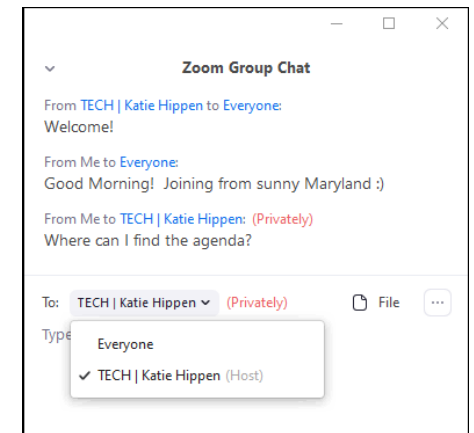 Zoom Group Chat
From TECH | Katie Hippen to Everyone:
Welcome!
From Me to Everyone:
Good Morning!  Joining from sunny Maryland :)
From Me to TECH | Katie Hippen: (Privately)
Where can I find the agenda?
To: TECH | Katie Hippen (Privately) File ...
Type
Everyone
✓ TECH | Katie Hippen (Host)